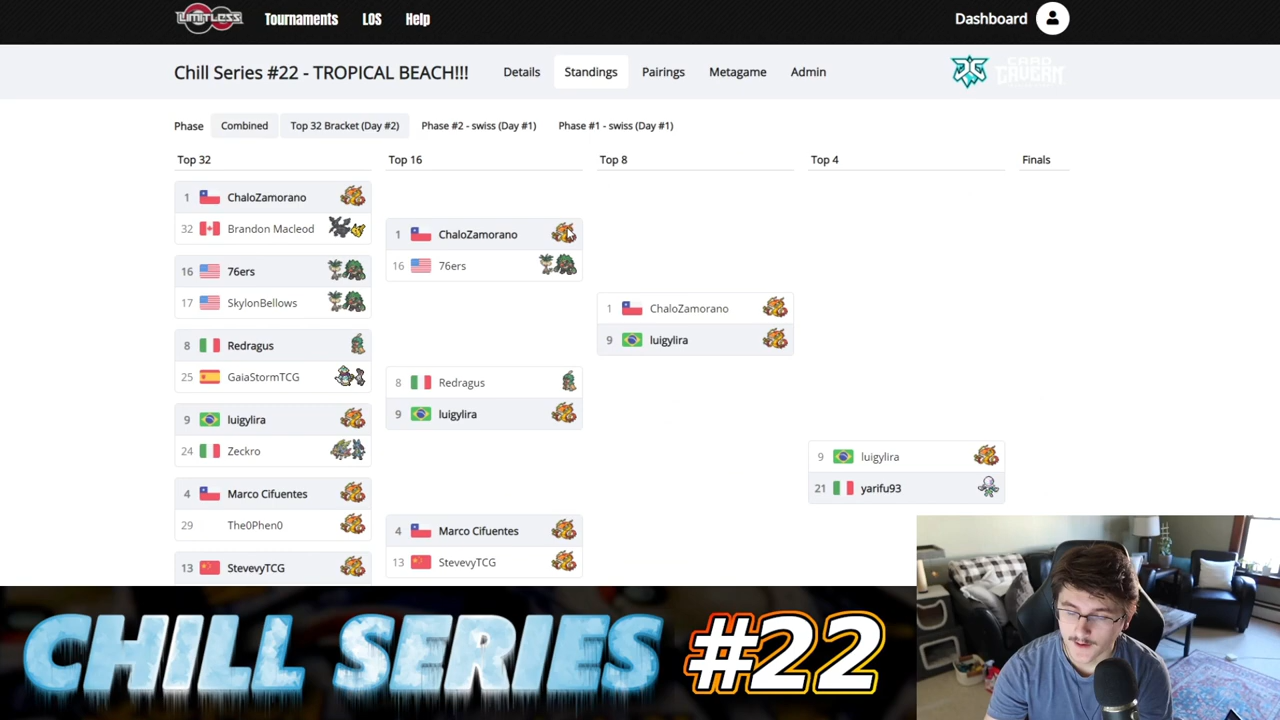 LIMITLESS Tournaments LOS Help Dashboard
Chill Series #22 - TROPICAL BEACH!!! Details Standings Pairings Metagame Admin CARD CAVERN
Phase Combined Top 32 Bracket (Day #2) Phase #2 - swiss (Day #1) Phase #1 - swiss (Day #1)
Top 32 Top 16 Top 8 Top 4 Finals
1 ChaloZamorano
32 Brandon Macleod
16 76ers
17 SkylonBellows
8 Redragus
25 GaiaStormTCG
9 luigylira
24 Zeckro
4 Marco Cifuentes
29 The0Phen0
13 StevevyTCG
1 ChaloZamorano
16 76ers
8 Redragus
9 luigylira
4 Marco Cifuentes
13 StevevyTCG
1 ChaloZamorano
9 luigylira
9 luigylira
21 yarifu93
CHILL SERIES #22